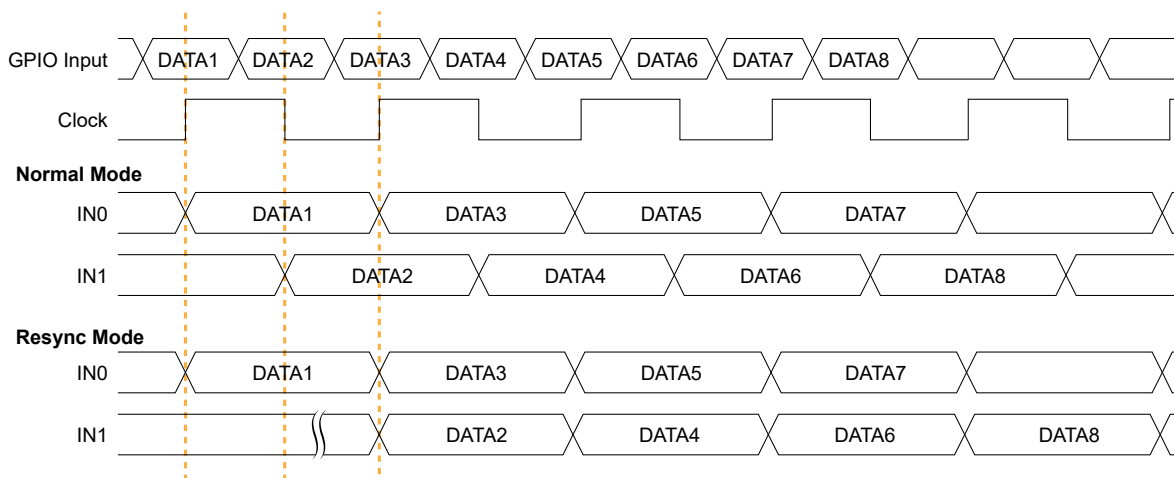 GPIO Input DATA1 DATA2 DATA3 DATA4 DATA5 DATA6 DATA7 DATA8
Clock
Normal Mode
IN0 DATA1 DATA3 DATA5 DATA7
IN1 DATA2 DATA4 DATA6 DATA8
Resync Mode
IN0 DATA1 DATA3 DATA5 DATA7
IN1 DATA2 DATA4 DATA6 DATA8